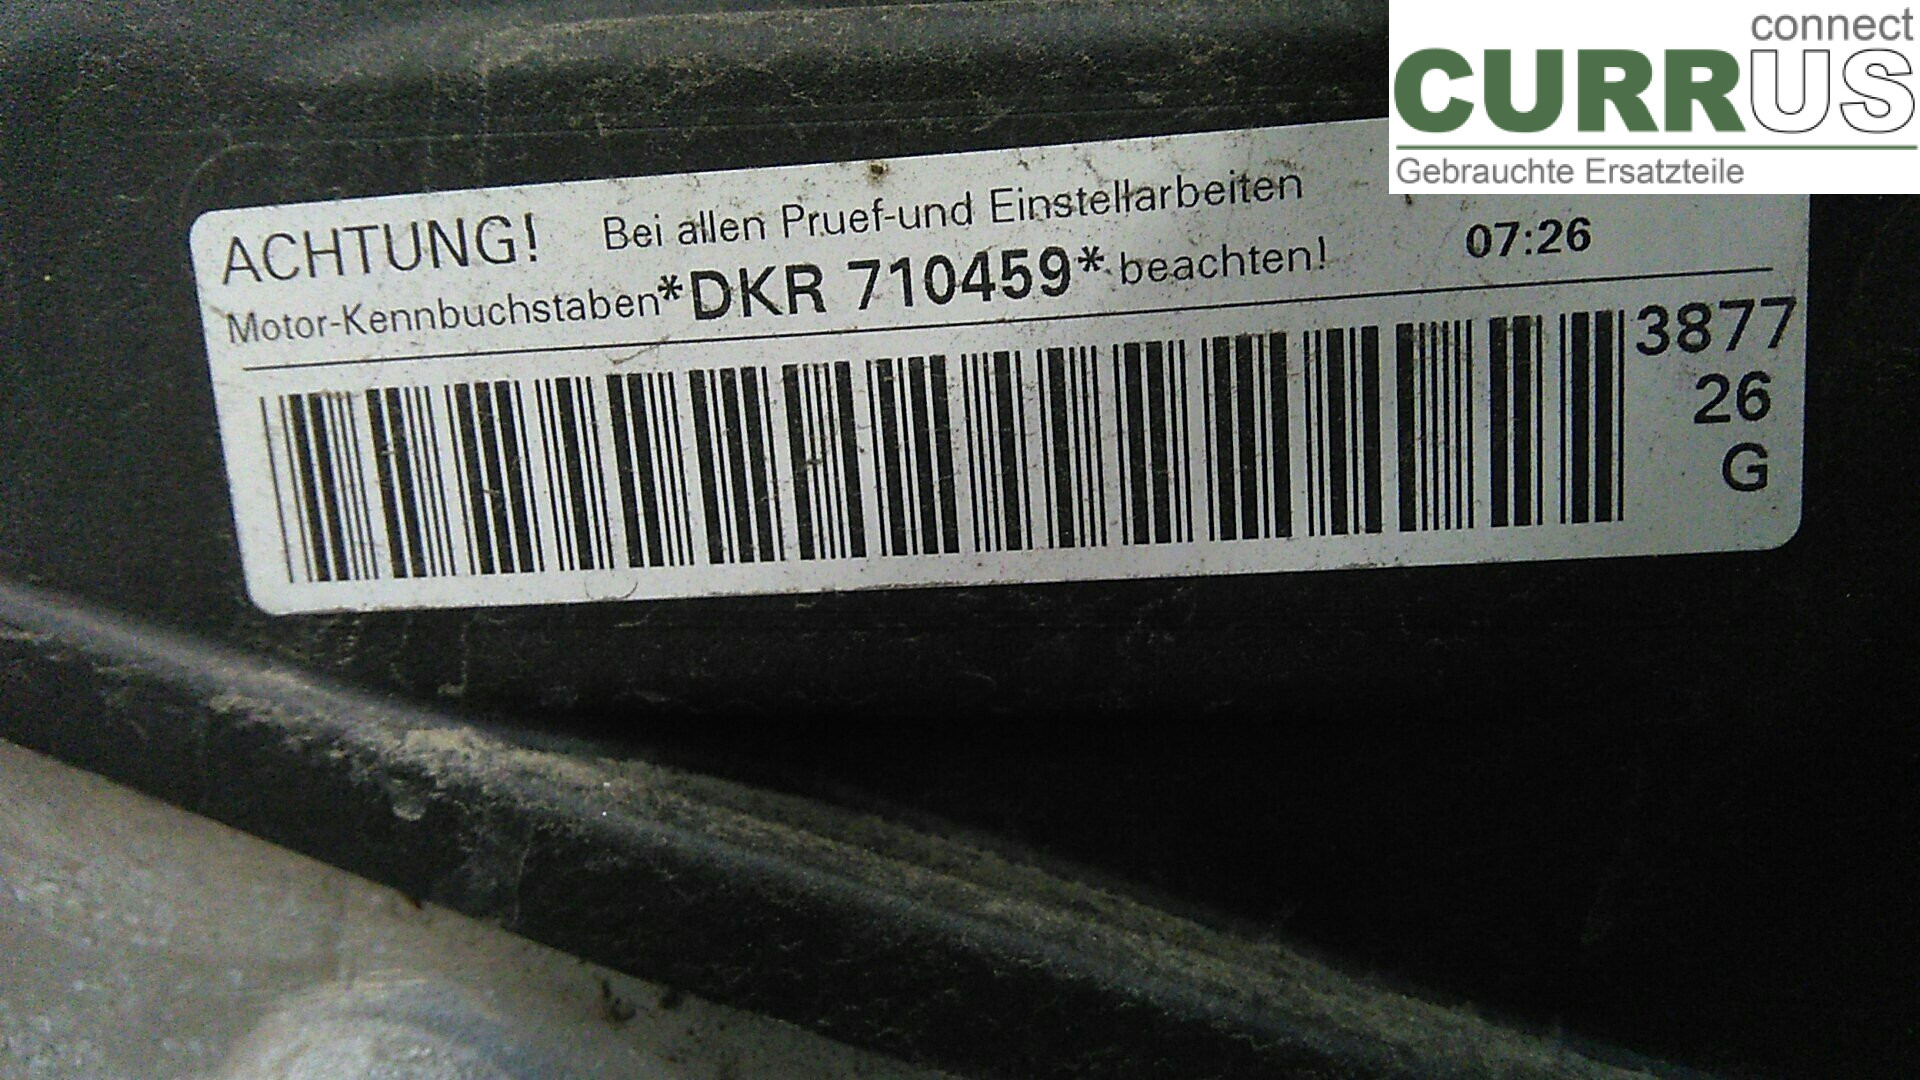 connect
CURRUS
Gebrauchte Ersatzteile
ACHTUNG! Bei allen Pruef-und Einstellarbeiten
Motor-Kennbuchstaben*DKR 710459* beachten! 07:26
3877
26
G